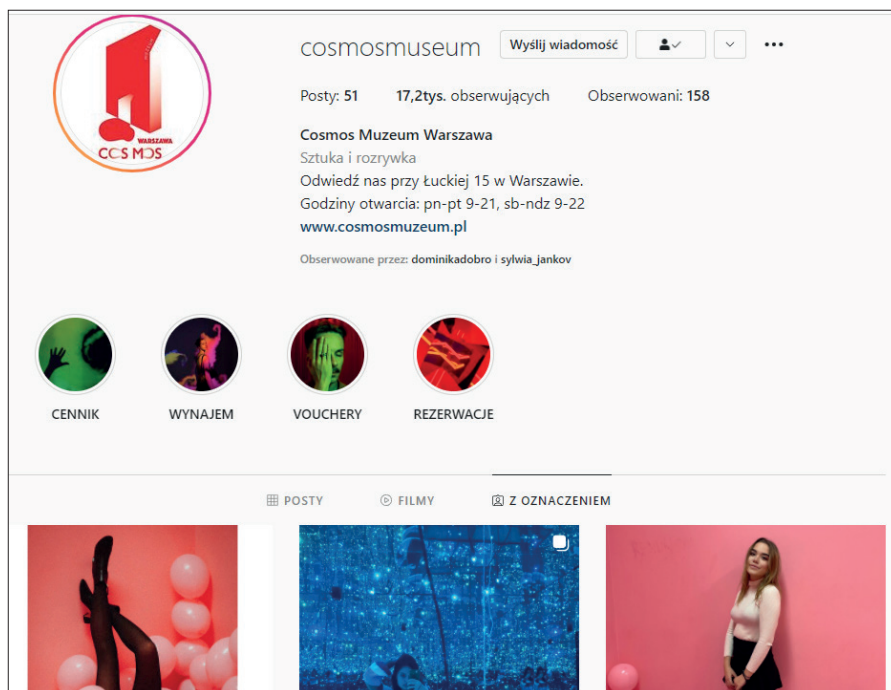 cosmosmuseum Wyślij wiadomość
Posty: 51 17,2tys. obserwujących Obserwowani: 158
Cosmos Muzeum Warszawa
Sztuka i rozrywka
Odwiedź nas przy Łuckiej 15 w Warszawie.
Godziny otwarcia: pn-pt 9-21, sb-ndz 9-22
www.cosmosmuzeum.pl
Obserwowane przez: dominikadobro i sylwia_jankov
WARSZAWA
COSMOS
CENNIK WYNAJEM VOUCHERY REZERWACJE
POSTY FILMY Z OZNACZENIEM